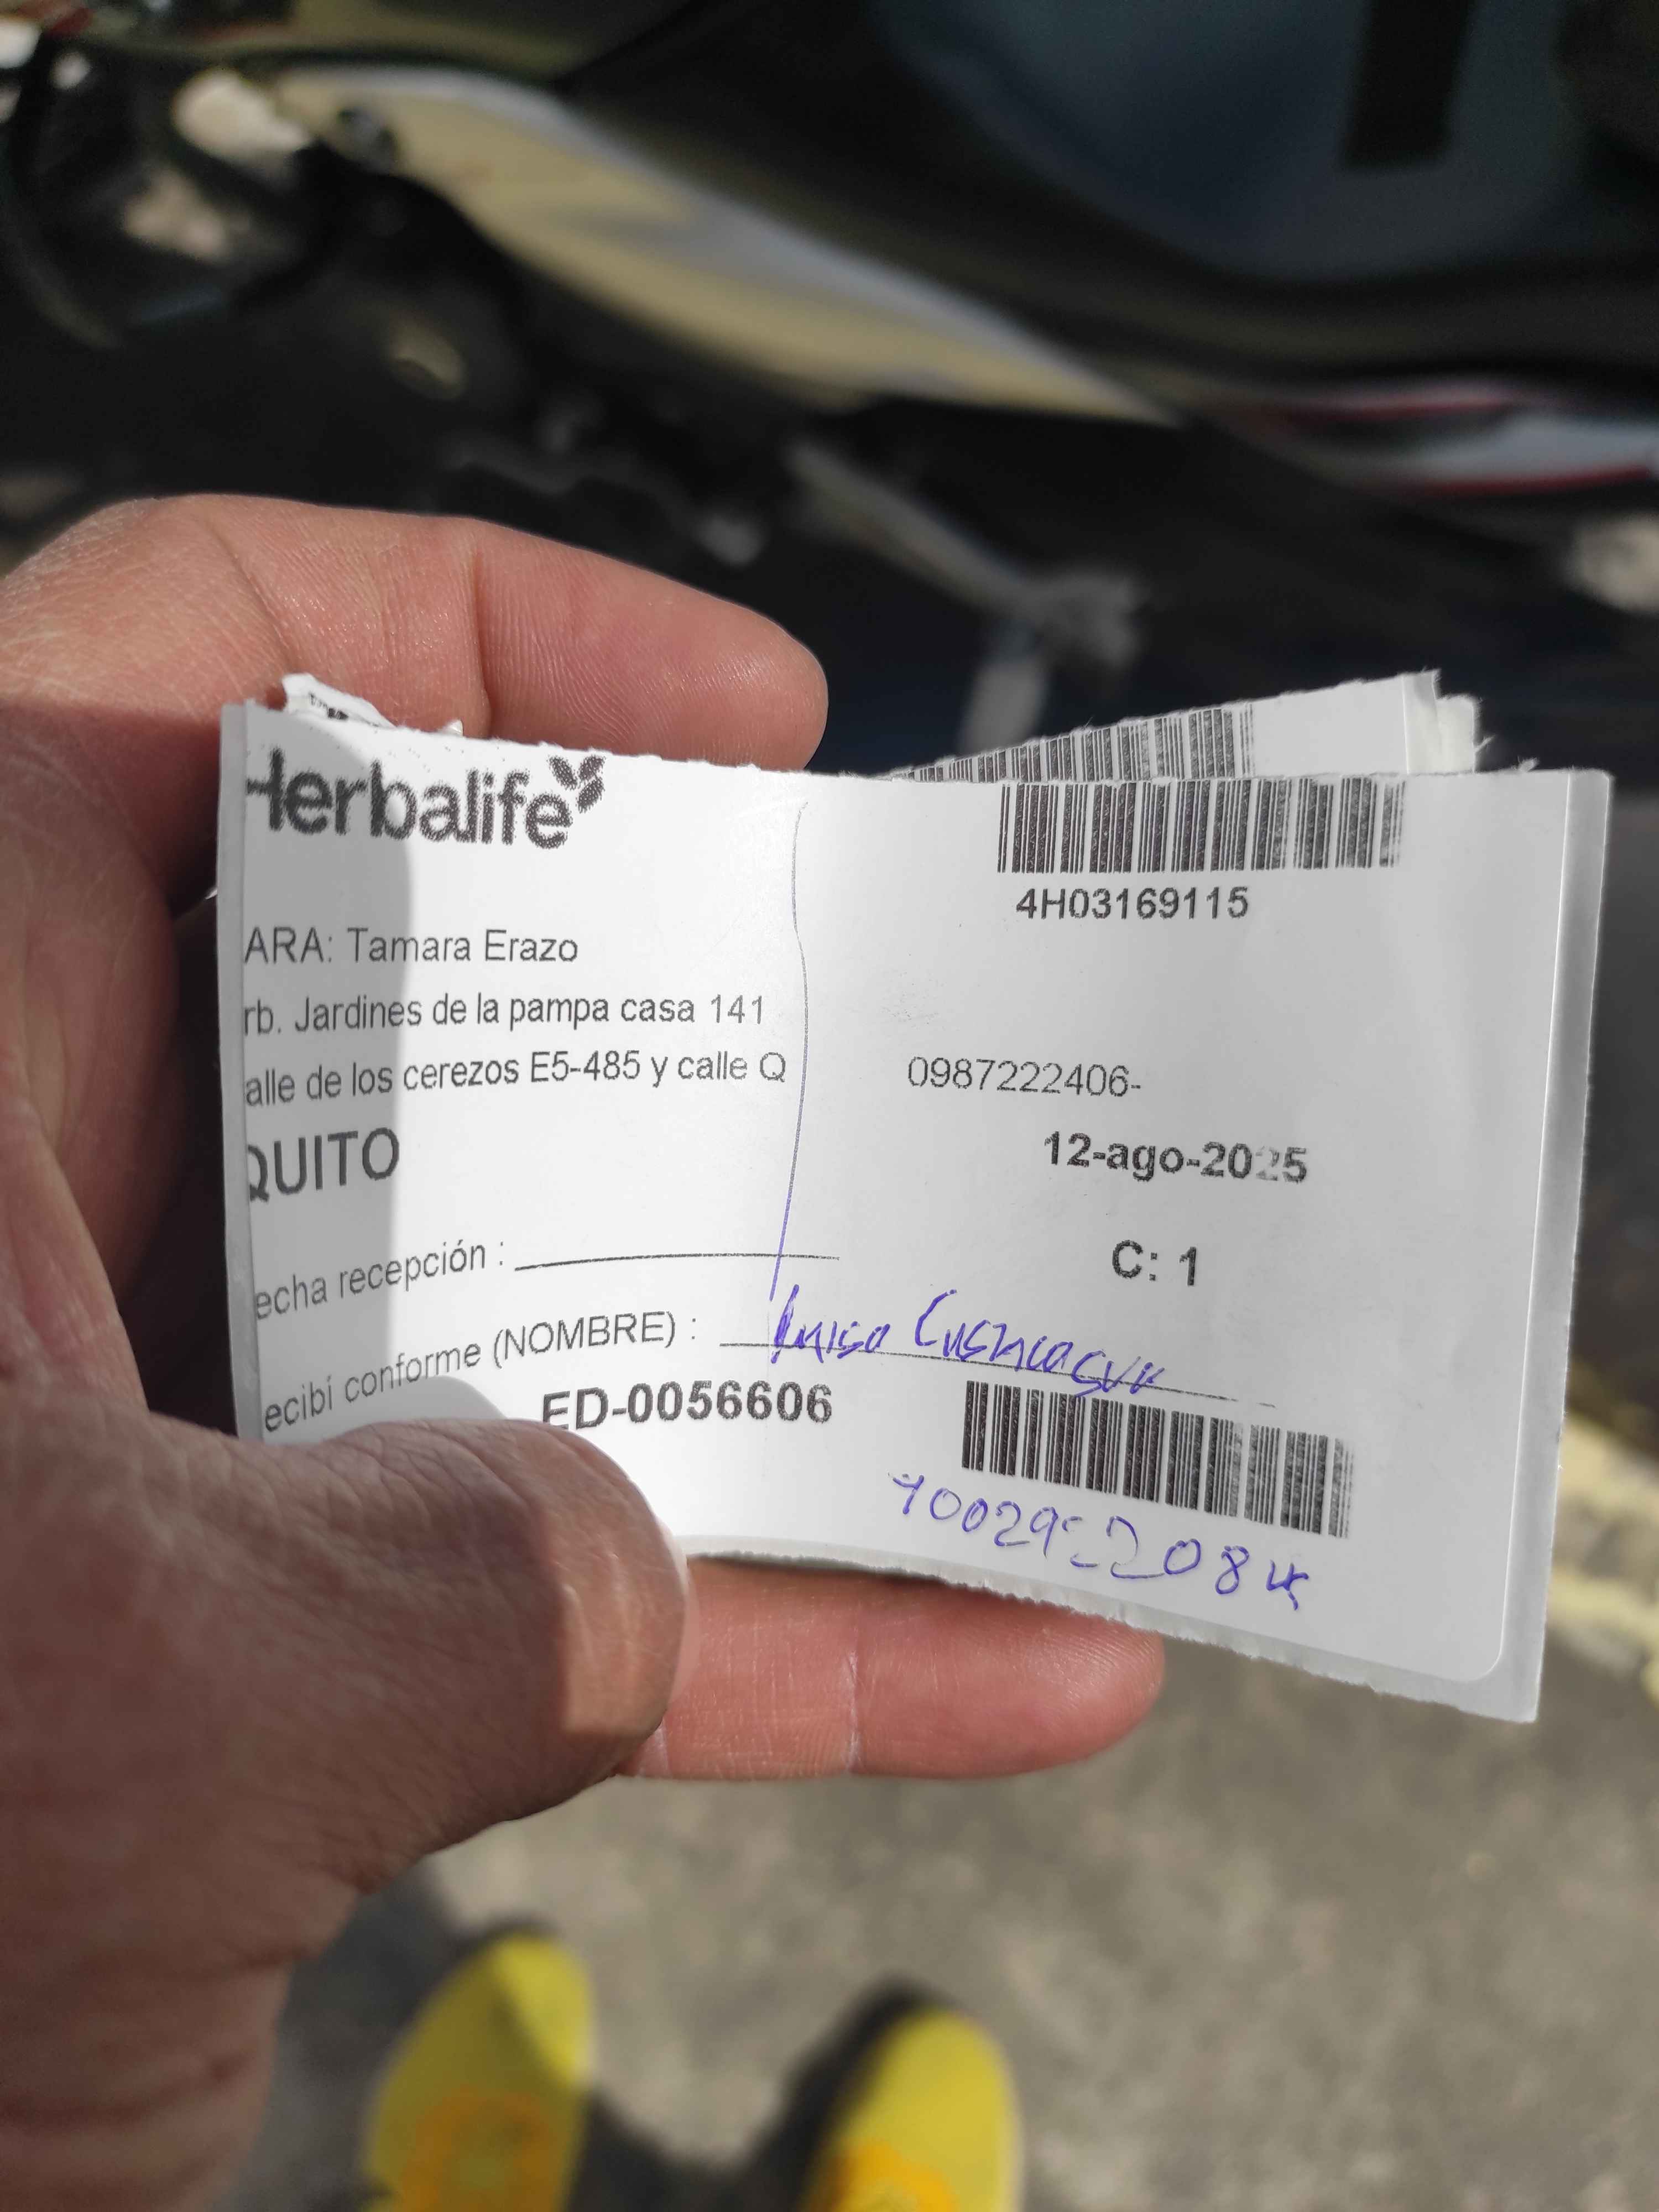 Herbalife
4H03169115
ARA: Tamara Erazo
rb. Jardines de la pampa casa 141
alle de los cerezos E5-485 y calle Q
0987222406-
QUITO
12-ago-2025
echa recepción :
C: 1
ecibí conforme (NOMBRE) :
ED-0056606